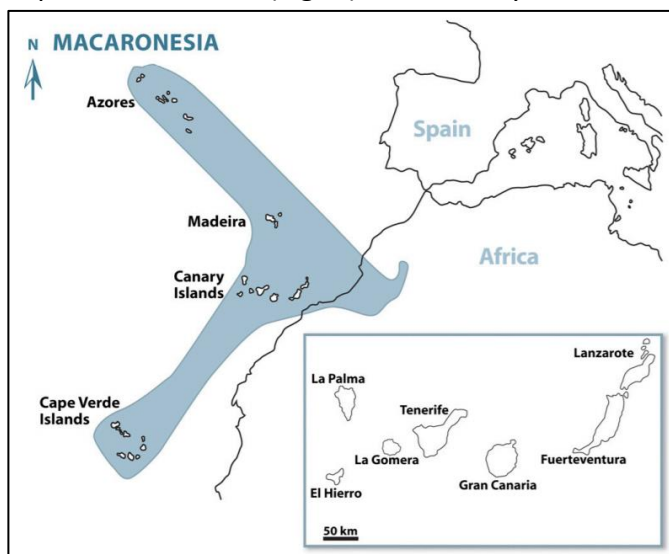 N MACARONESIA
Azores
Spain
Madeira
Africa
Canary
Islands
Lanzarote
La Palma
Tenerife
Cape Verde
Islands
La Gomera
Fuerteventura
El Hierro
Gran Canaria
50 km